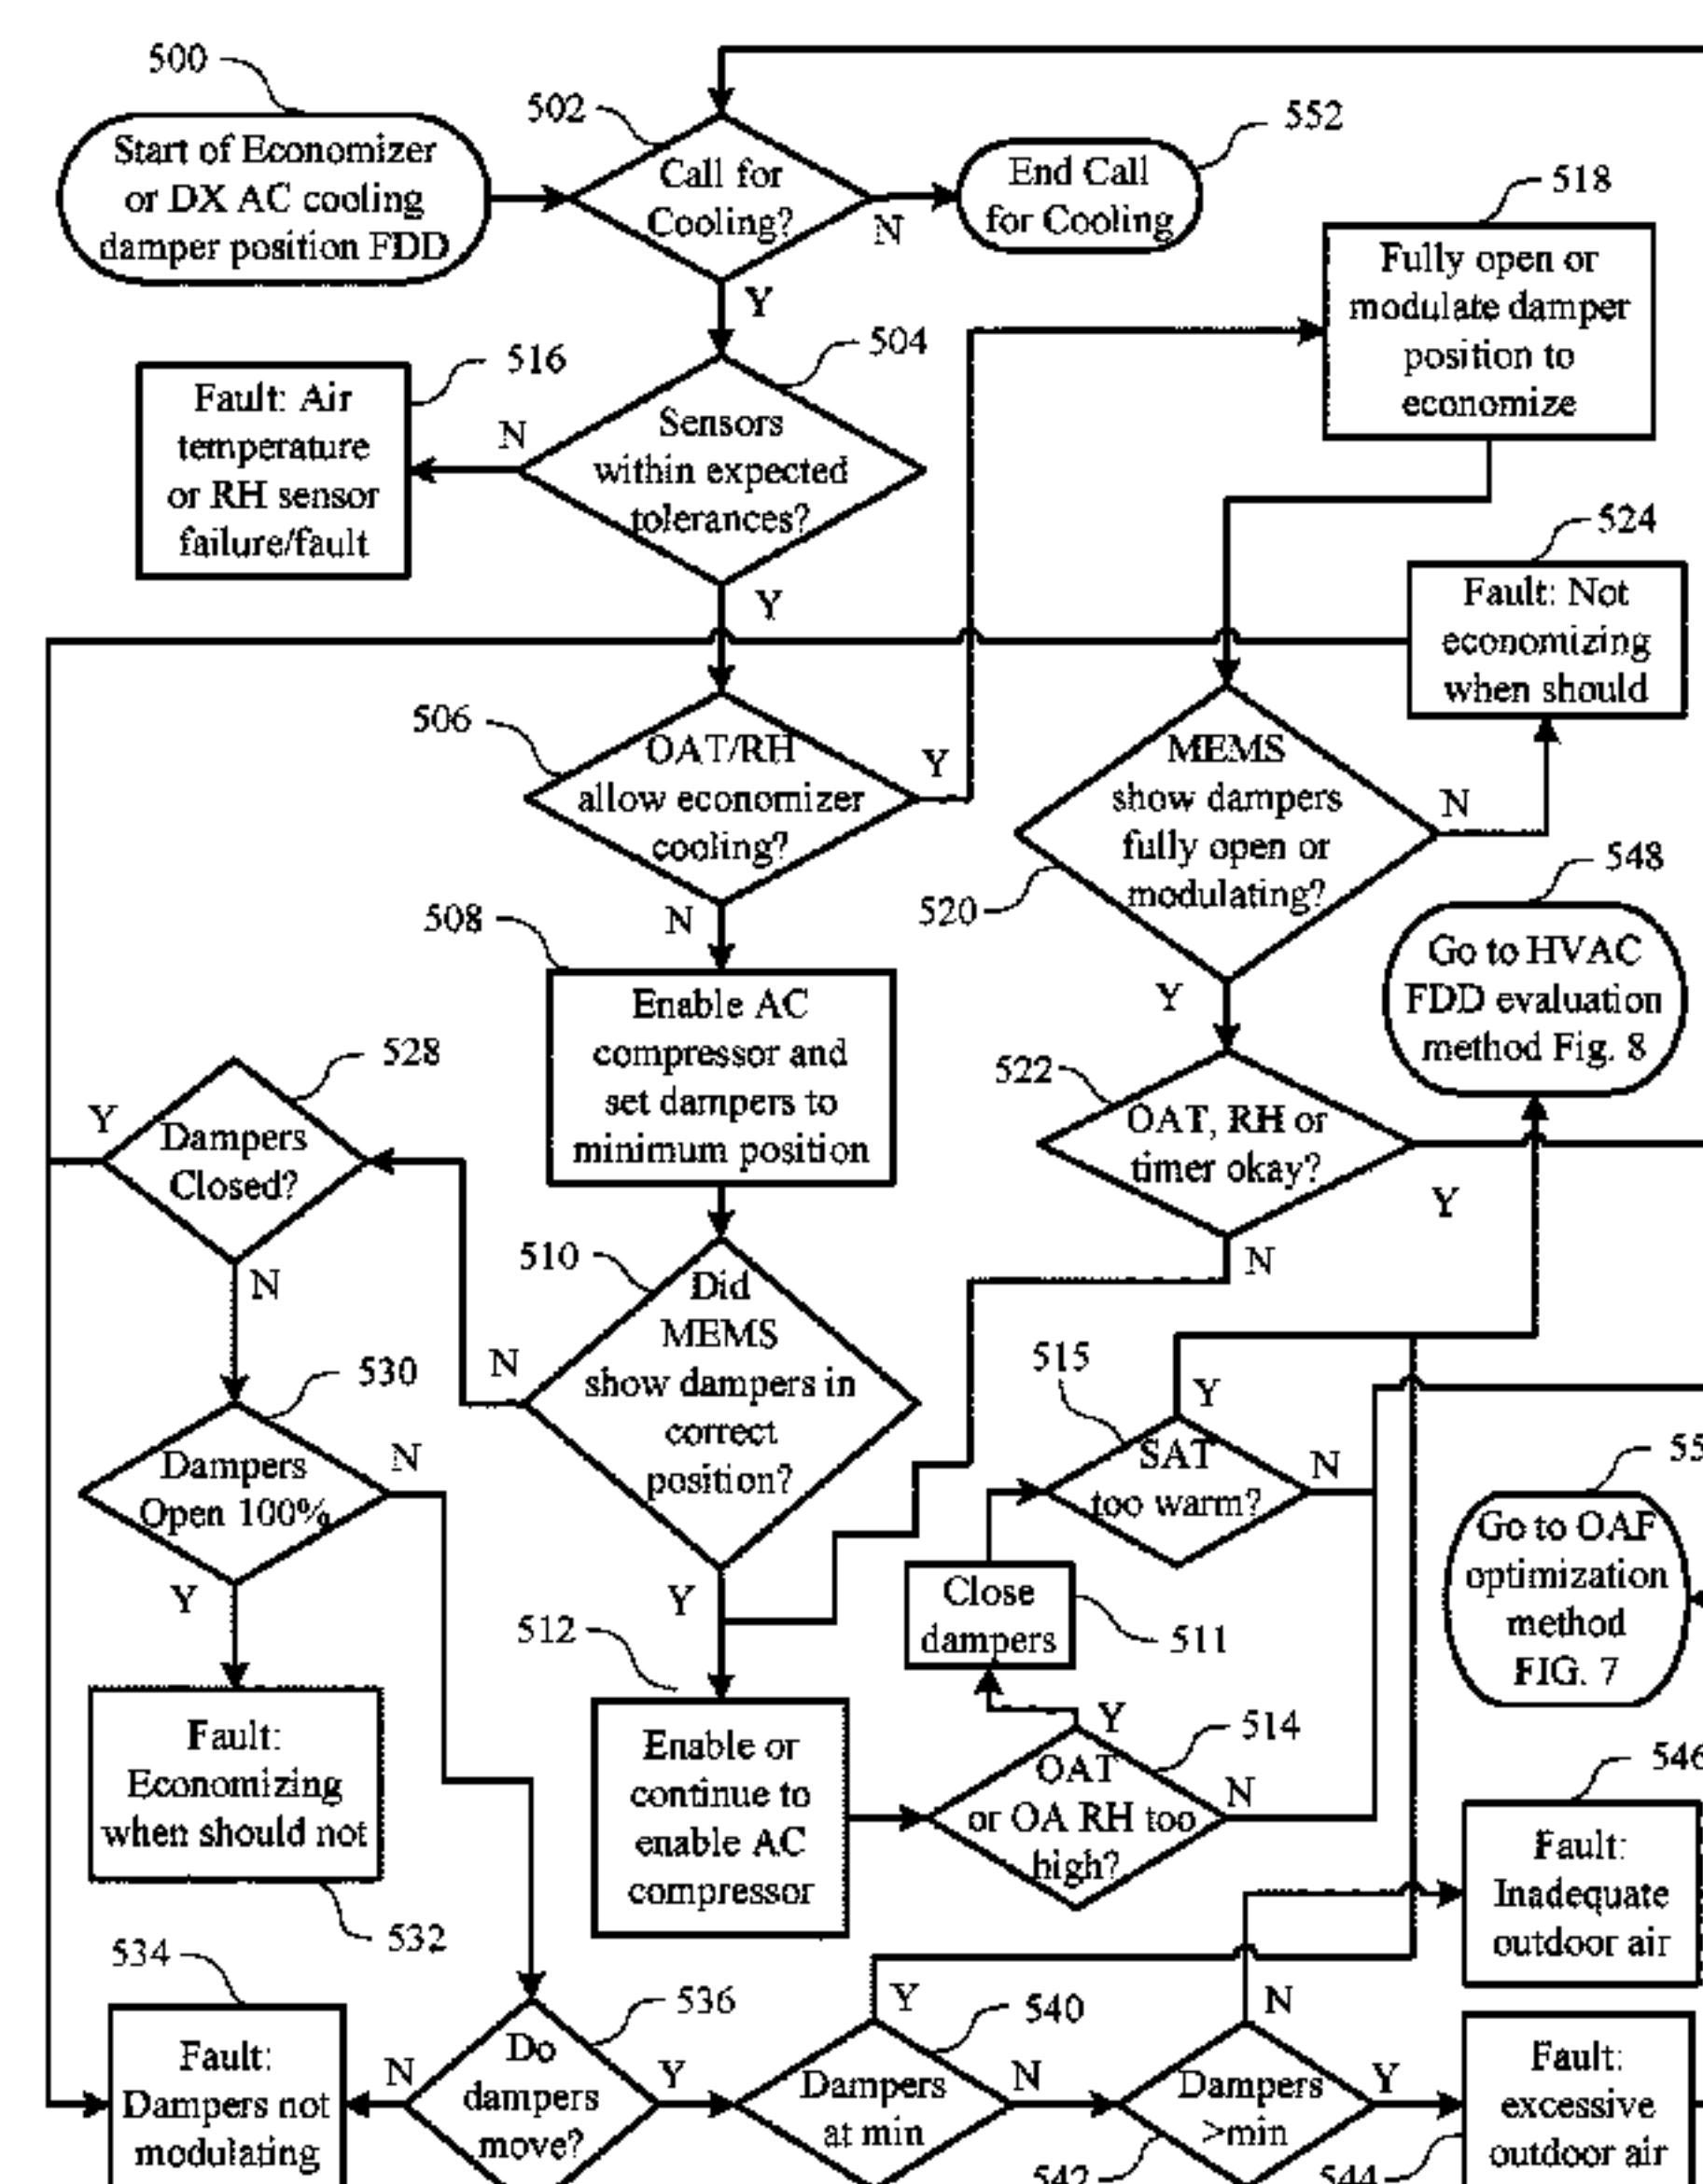 500
Start of Economizer
or DX AC cooling
damper position FDD
502
Call for
Cooling?
N
Y
552
End Call
for Cooling
518
Fully open or
modulate damper
position to
economize
516
Fault: Air
temperature
or RH sensor
failure/fault
504
N
Sensors
within expected
tolerances?
Y
524
Fault: Not
economizing
when should
506
OAT/RH
allow economizer
cooling?
Y
N
MEMS
show dampers
fully open or
modulating?
520
N
Y
548
Go to HVAC
FDD evaluation
method Fig. 8
508
Enable AC
compressor and
set dampers to
minimum position
528
Y
Dampers
Closed?
N
522
OAT, RH or
timer okay?
Y
N
510
Did
MEMS
show dampers in
correct
position?
N
Y
530
Dampers
Open 100%
N
Y
515
Y
SAT
too warm?
N
55
Go to OAF
optimization
method
FIG. 7
Close
dampers
511
512
Enable or
continue to
enable AC
compressor
Y
514
OAT
or OA RH too
high?
N
Fault:
Economizing
when should not
532
546
Fault:
Inadequate
outdoor air
534
Fault:
Dampers not
modulating
536
N
Do
dampers
move?
Y
Y
540
Dampers
at min
N
N
Dampers
>min
Y
542
544
Fault:
excessive
outdoor air